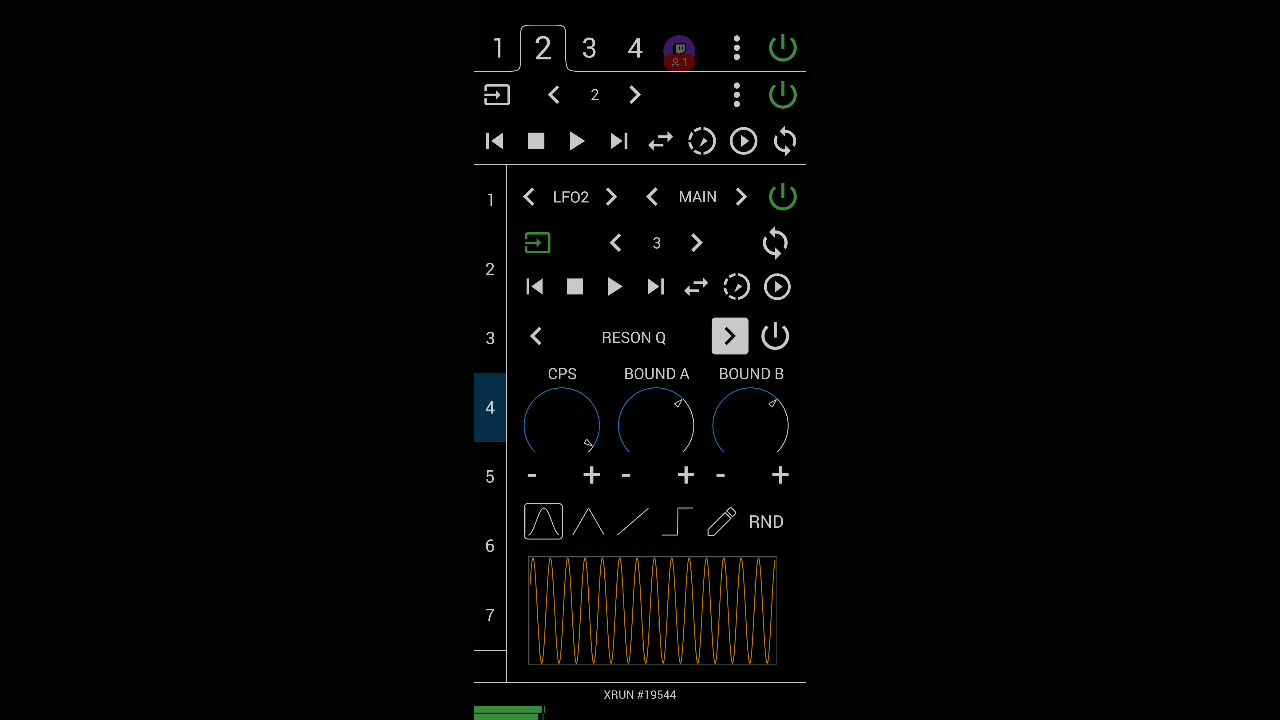 1 2 3 4
1
2
1 LFO2 MAIN
2 3
3 RESON Q
CPS BOUND A BOUND B
4
- + - + - +
5
RND
6
7
XRUN #19544